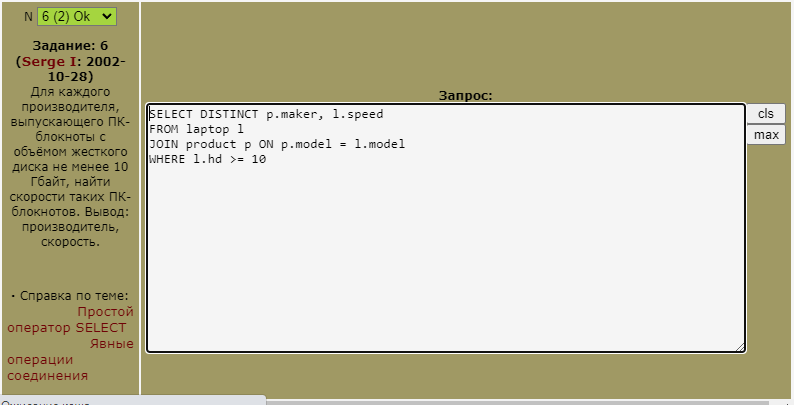 N 6 (2) Ok
Задание: 6
(Serge I: 2002-
10-28)
Для каждого
производителя,
выпускающего ПК-
блокноты с
объёмом жесткого
диска не менее 10
Гбайт, найти
скорости таких ПК-
блокнотов. Вывод:
производитель,
скорость.
· Справка по теме:
Простой
оператор SELECT
Явные
операции
соединения
Запрос:
SELECT DISTINCT p.maker, l.speed
FROM laptop l
JOIN product p ON p.model = l.model
WHERE l.hd >= 10
cls
max